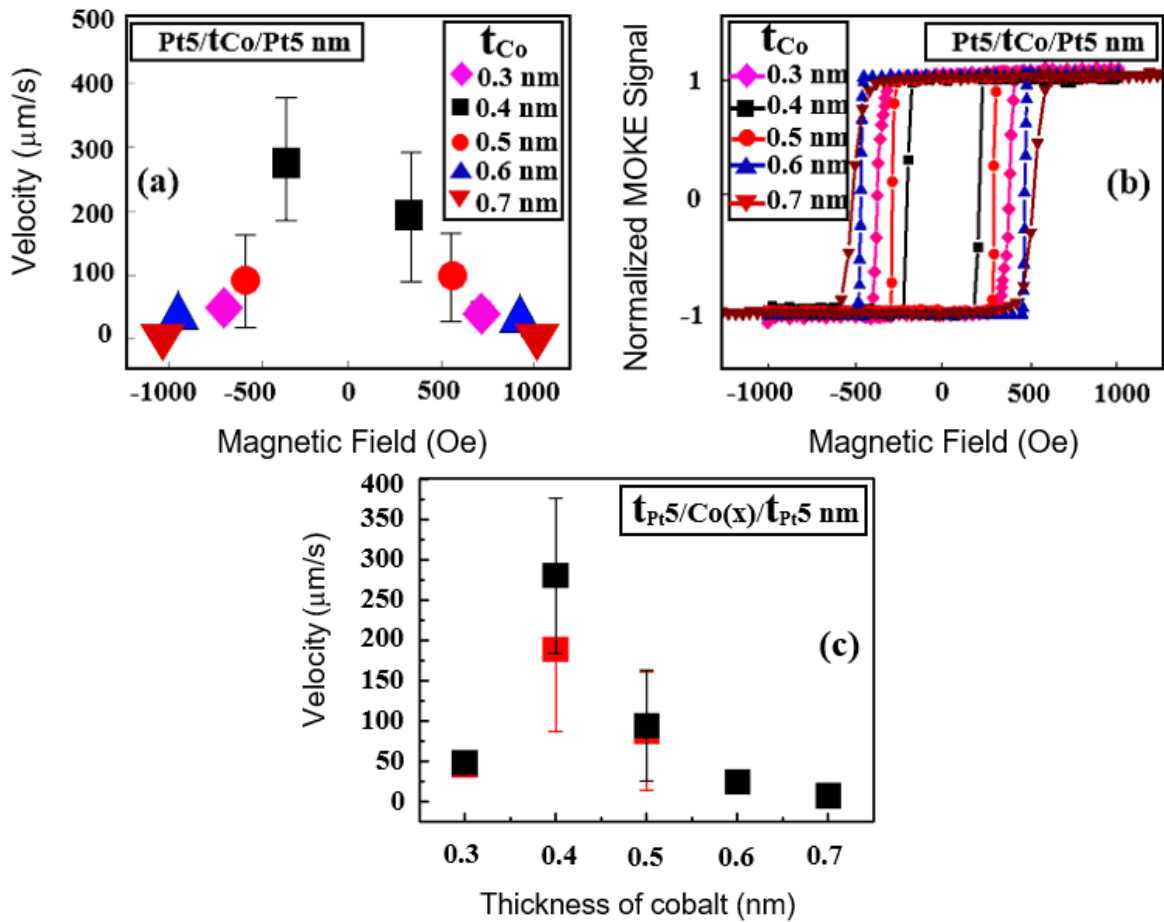 500
400
300
200
100
0
Velocity (μm/s)
Pt5/tCo/Pt5 nm
tCo
0.3 nm
0.4 nm
0.5 nm
0.6 nm
0.7 nm
(a)
-1000 -500 0 500 1000
Magnetic Field (Oe)
Normalized MOKE Signal
1
0
-1
tCo
0.3 nm
0.4 nm
0.5 nm
0.6 nm
0.7 nm
Pt5/tCo/Pt5 nm
(b)
-500 -1000 0 500 1000
Magnetic Field (Oe)
Velocity (μm/s)
400
350
300
250
200
150
100
50
0
tPt5/Co(x)/tPt5 nm
(c)
0.3 0.4 0.5 0.6 0.7
Thickness of cobalt (nm)